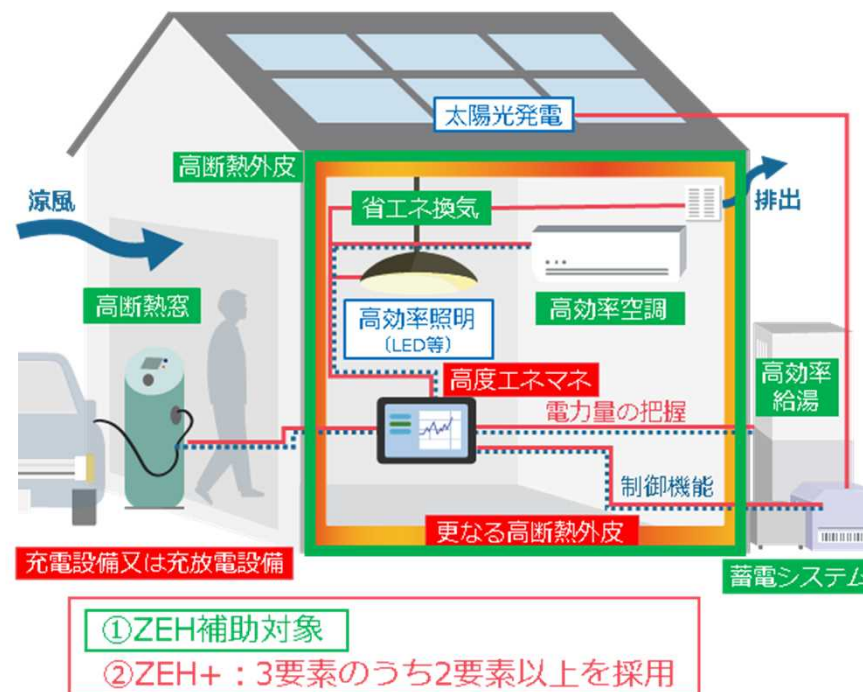 太陽光発電
高断熱外皮
省エネ換気
排出
涼風
高断熱窓
高効率照明
(LED等)
高効率空調
高度エネマネ
高効率
給湯
電力量の把握
制御機能
更なる高断熱外皮
充電設備又は充放電設備
蓄電システム
①ZEH補助対象
②ZEH+：3要素のうち2要素以上を採用